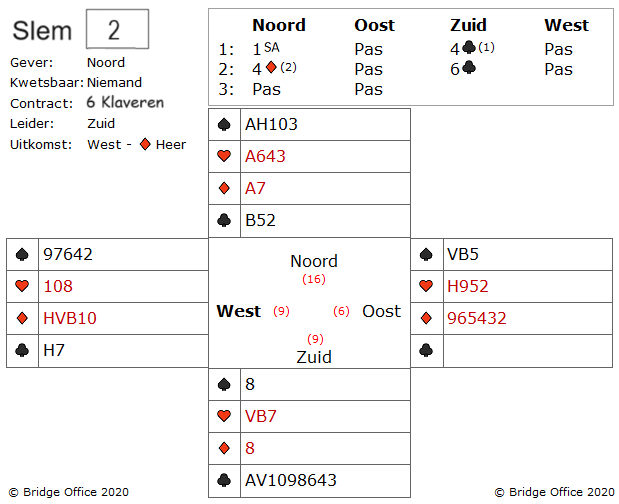 Slem 2
Noord Oost Zuid West
1: 1SA Pas 4♣(1) Pas
2: 4♦(2) Pas 6♣ Pas
3: Pas Pas
Gever: Noord
Kwetsbaar: Niemand
Contract: 6 Klaveren
Leider: Zuid
Uitkomst: West - ♦ Heer
♠ AH103
♥ A643
♦ A7
♣ B52
♠ 97642
♥ 108
♦ HVB10
♣ H7
Noord
(16)
West (9) (6) Oost
(9)
Zuid
♠ VB5
♥ H952
♦ 965432
♣
♠ 8
♥ VB7
♦ 8
♣ AV1098643
© Bridge Office 2020 © Bridge Office 2020